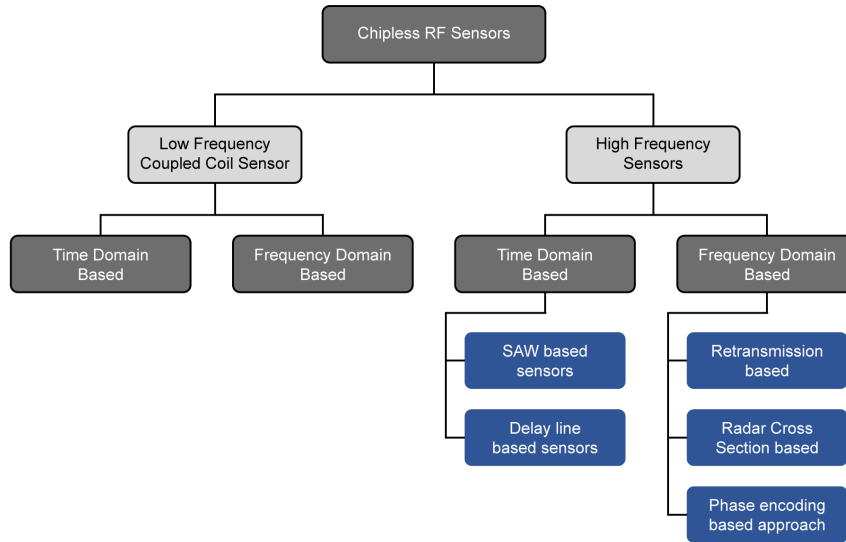 Chipless RF Sensors
Low Frequency
Coupled Coil Sensor
High Frequency
Sensors
Time Domain
Based
Frequency Domain
Based
Time Domain
Based
Frequency Domain
Based
SAW based
sensors
Delay line
based sensors
Retransmission
based
Radar Cross
Section based
Phase encoding
based approach